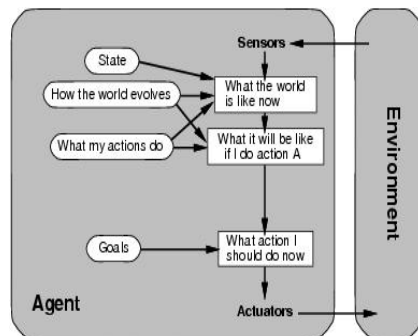 Sensors
State
How the world evolves
What my actions do
What the world
is like now
What it will be like
if I do action A
Goals
What action I
should do now
Agent
Actuators
Environment